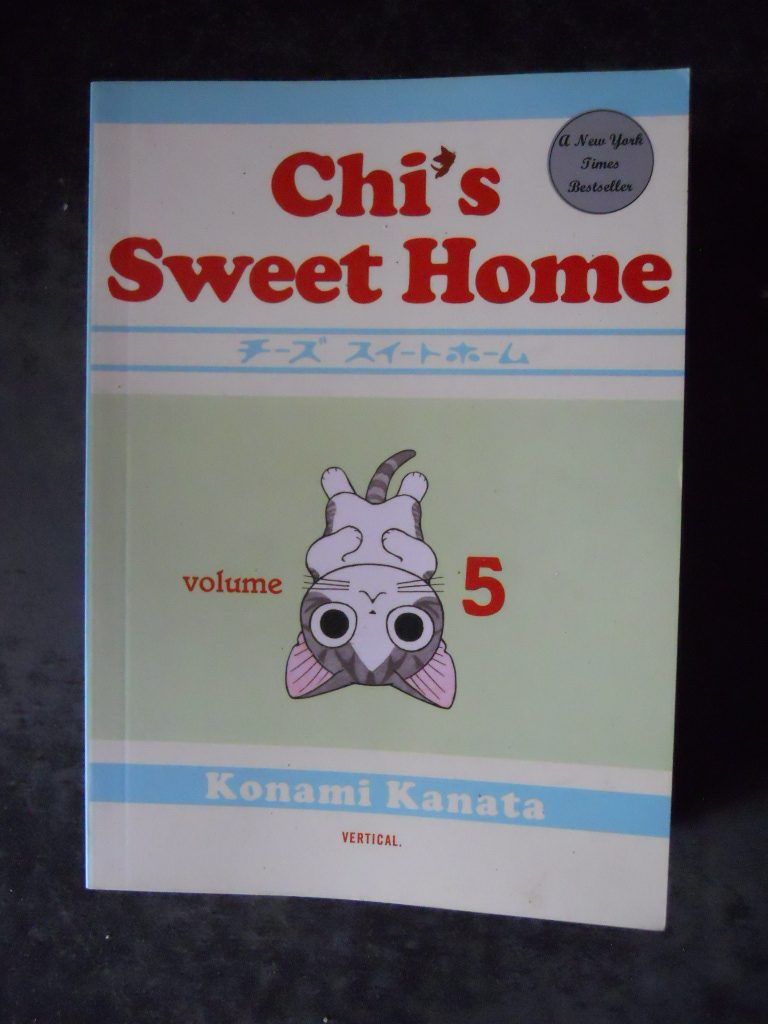 A New York
Times
Bestseller
Chi's
Sweet Home
チーズ スイートホーム
volume 5
Konami Kanata
VERTICAL.